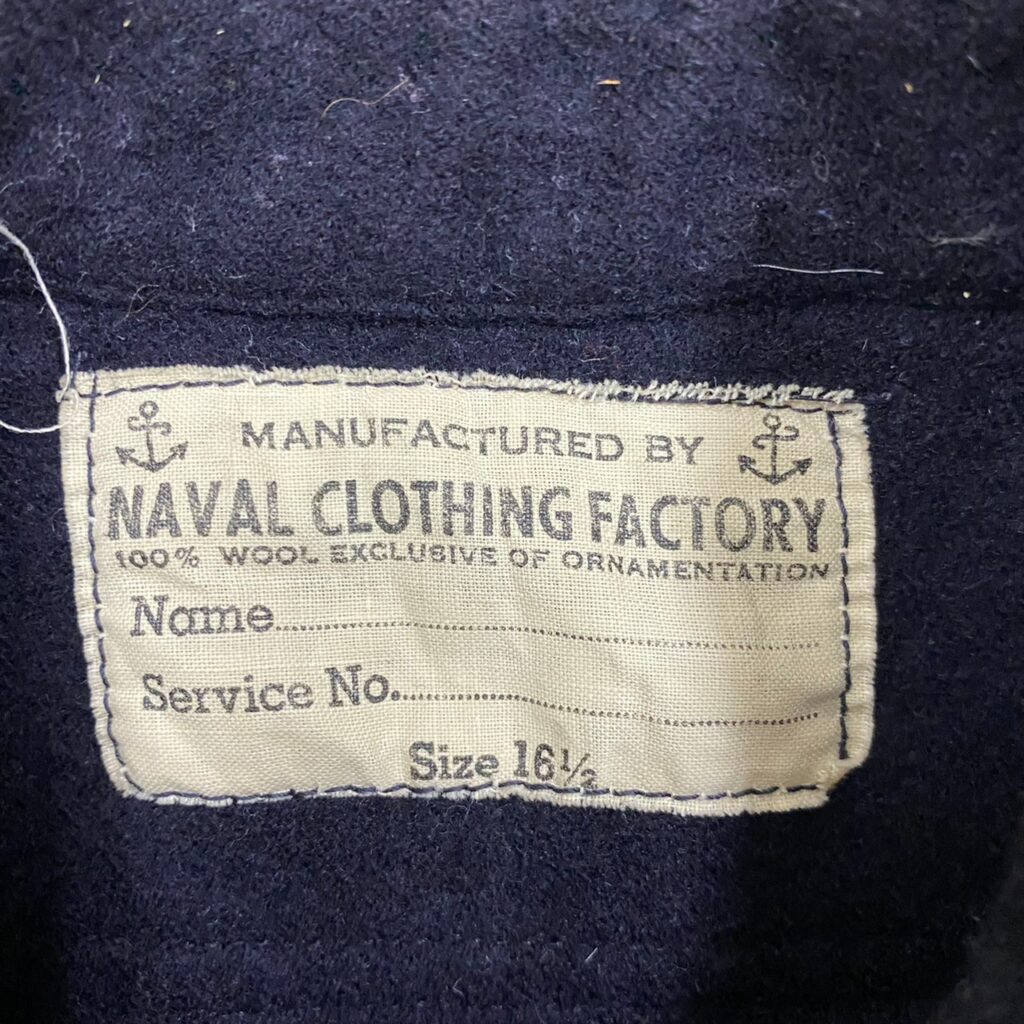 MANUFACTURED BY
NAVAL CLOTHING FACTORY
100% WOOL EXCLUSIVE OF ORNAMENTATION
Name
Service No.
Size 16½